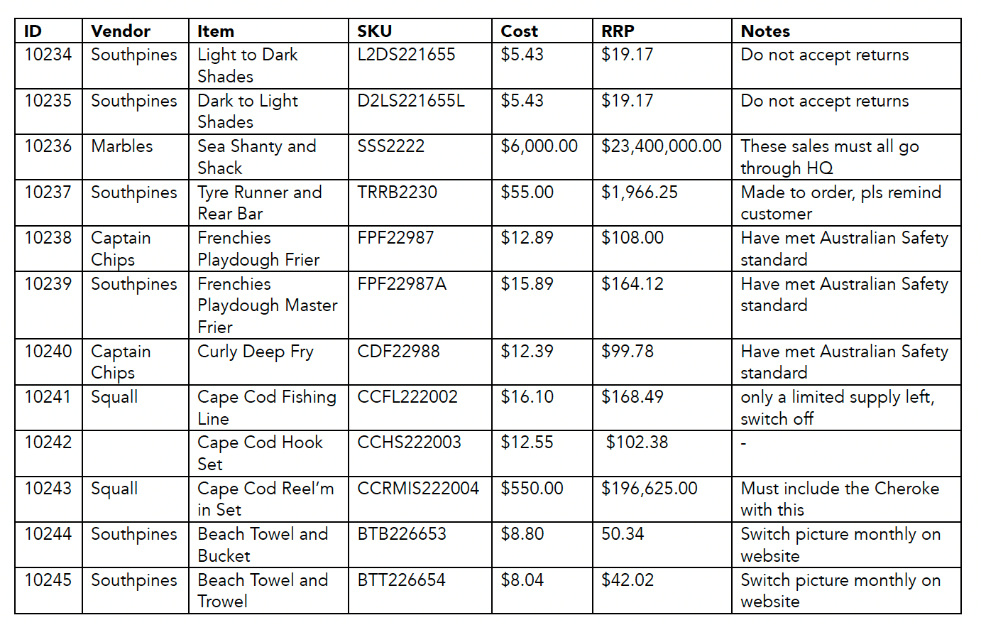 ID Vendor Item SKU Cost RRP Notes
10234 Southpines Light to Dark L2DS221655 $5.43 $19.17 Do not accept returns
Shades
10235 Southpines Dark to Light D2LS221655L $5.43 $19.17 Do not accept returns
Shades
10236 Marbles Sea Shanty and SSS2222 $6,000.00 $23,400,000.00 These sales must all go
Shack through HQ
10237 Southpines Tyre Runner and TRRB2230 $55.00 $1,966.25 Made to order, pls remind
Rear Bar customer
10238 Captain Frenchies FPF22987 $12.89 $108.00 Have met Australian Safety
Chips Playdough Frier standard
10239 Southpines Frenchies FPF22987A $15.89 $164.12 Have met Australian Safety
Playdough Master standard
Frier
10240 Captain Curly Deep Fry CDF22988 $12.39 $99.78 Have met Australian Safety
Chips standard
10241 Squall Cape Cod Fishing CCFL222002 $16.10 $168.49 only a limited supply left,
Line switch off
10242 Cape Cod Hook CCHS222003 $12.55 $102.38 -
Set
10243 Squall Cape Cod Reel’m CCRMIS222004 $550.00 $196,625.00 Must include the Cheroke
in Set with this
10244 Southpines Beach Towel and BTB226653 $8.80 50.34 Switch picture monthly on
Bucket website
10245 Southpines Beach Towel and BTT226654 $8.04 $42.02 Switch picture monthly on
Trowel website